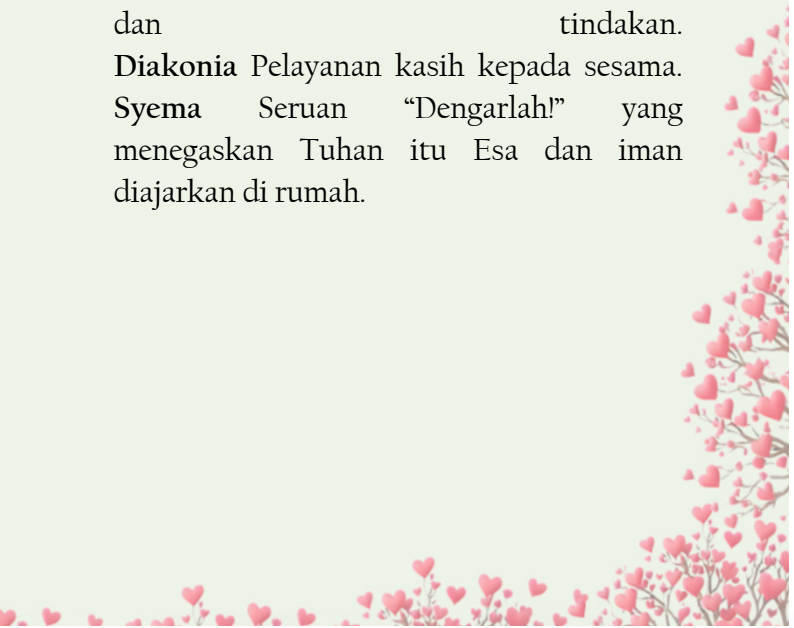 dan tindakan.
Diakonia Pelayanan kasih kepada sesama.
Syema Seruan “Dengarlah!” yang
menegaskan Tuhan itu Esa dan iman
diajarkan di rumah.